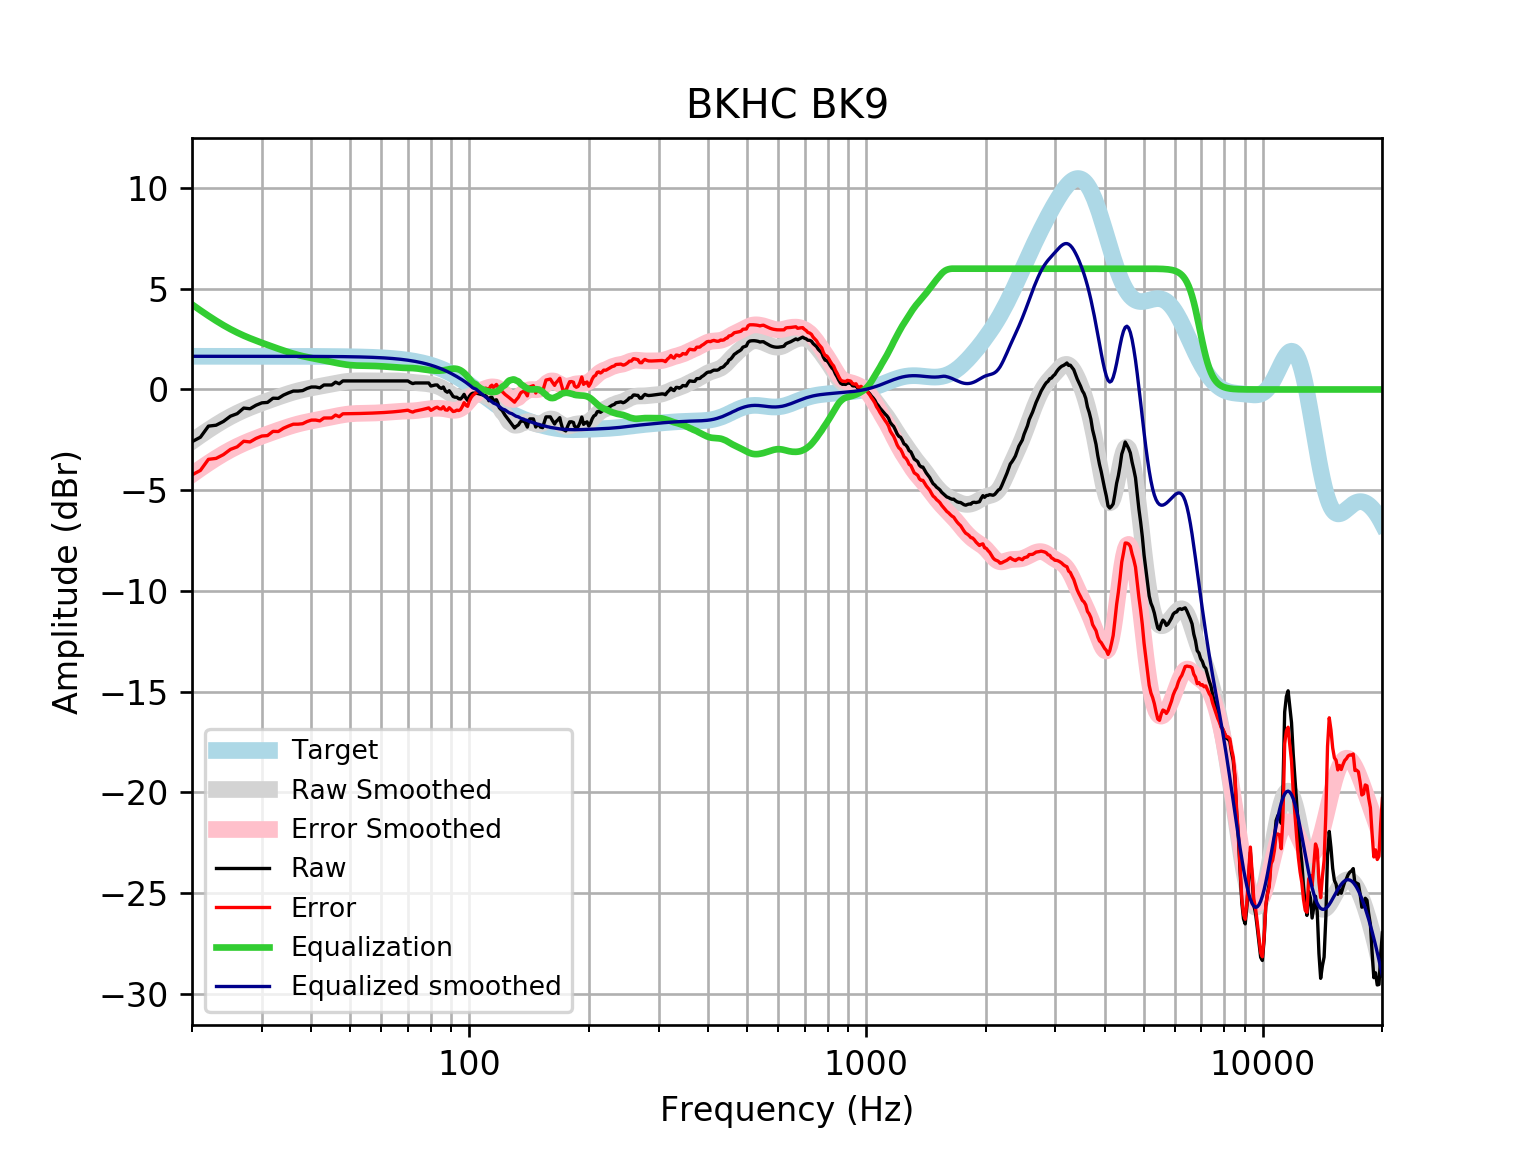 BKHC BK9
10
5
0
−5
−10
−15
−20
−25
−30
Amplitude (dBr)
Target
Raw Smoothed
Error Smoothed
Raw
Error
Equalization
Equalized smoothed
100 1000 10000
Frequency (Hz)